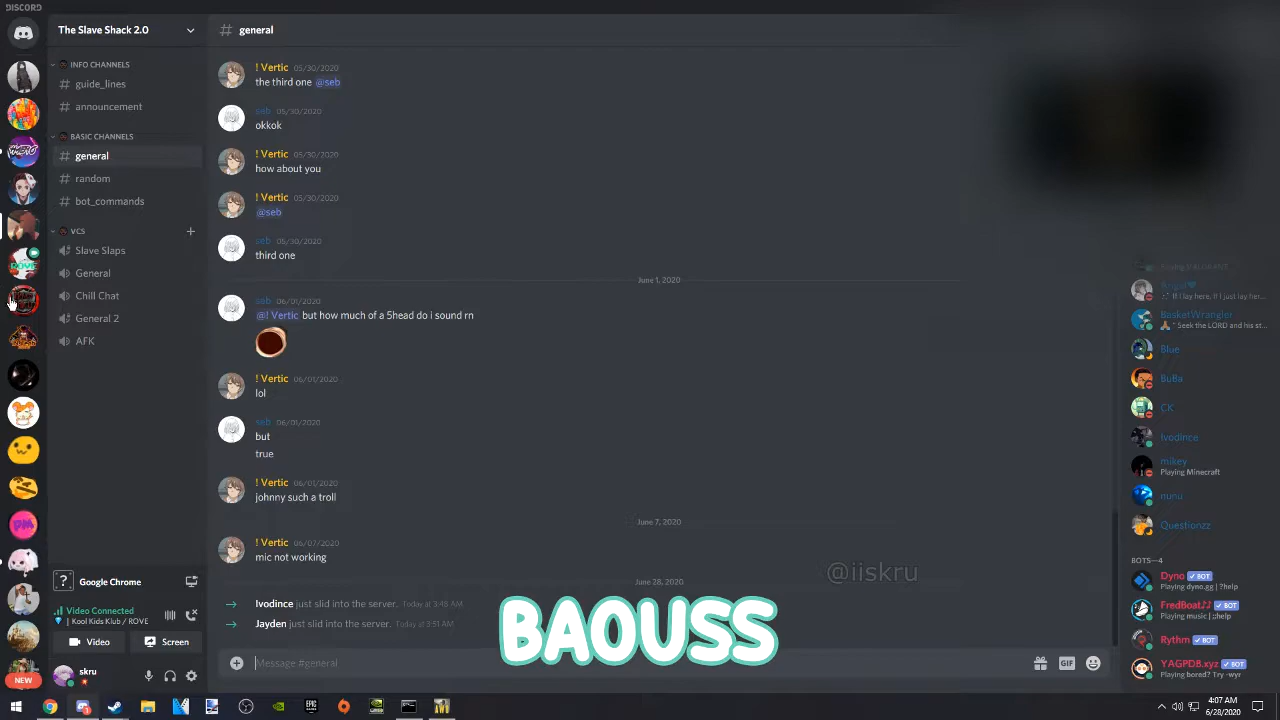 DISCORD
The Slave Shack 2.0
INFO CHANNELS
# guide_lines
# announcement
BASIC CHANNELS
# general
# random
# bot_commands
VCS
Slave Slaps
General
Chill Chat
General 2
AFK
Google Chrome
Video Connected
| Kool Kids Klub / ROVE
Video
Screen
skru
NEW
# general
! Vertic 05/30/2020
the third one @seb
seb 05/30/2020
okkok
! Vertic 05/30/2020
how about you
! Vertic 05/30/2020
@seb
seb 05/30/2020
third one
June 1, 2020
seb 06/01/2020
@! Vertic but how much of a 5head do i sound rn
! Vertic 06/01/2020
lol
seb 06/01/2020
but
true
! Vertic 06/01/2020
johnny such a troll
June 7, 2020
! Vertic 06/07/2020
mic not working
@iiskru
June 28, 2020
Ivodince just slid into the server. Today at 3:48 AM
Jayden just slid into the server. Today at 3:51 AM
BAOUSS
Message #general
GIF
If I lay here, If I just lay her...
BasketWrangler
" Seek the LORD and his st...
Blue
BuBa
CK
Ivodince
mikey
Playing Minecraft
nunu
Questionzz
BOTS—4
Dyno BOT
Playing dyno.gg | ?help
FredBoat♪♪ BOT
Playing music | ;;help
Rythm BOT
YAGPDB.xyz BOT
Playing bored? Try -wyr
4:07 AM
6/28/2020